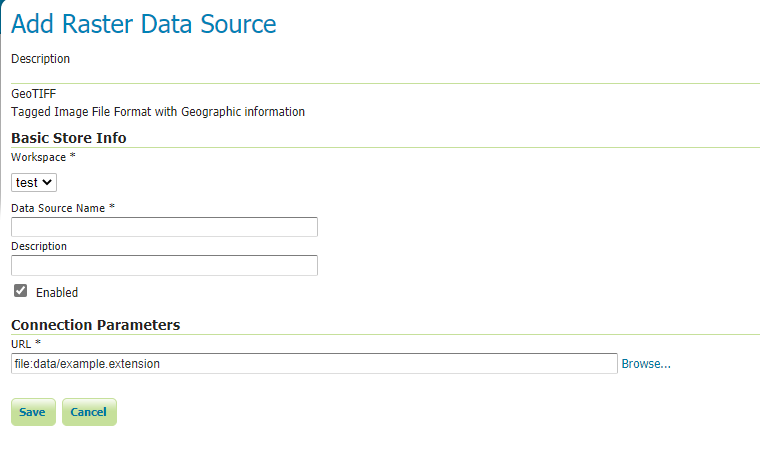 Add Raster Data Source
Description
GeoTIFF
Tagged Image File Format with Geographic information
Basic Store Info
Workspace *
test
Data Source Name *
Description
Enabled
Connection Parameters
URL *
file:data/example.extension Browse...
Save Cancel